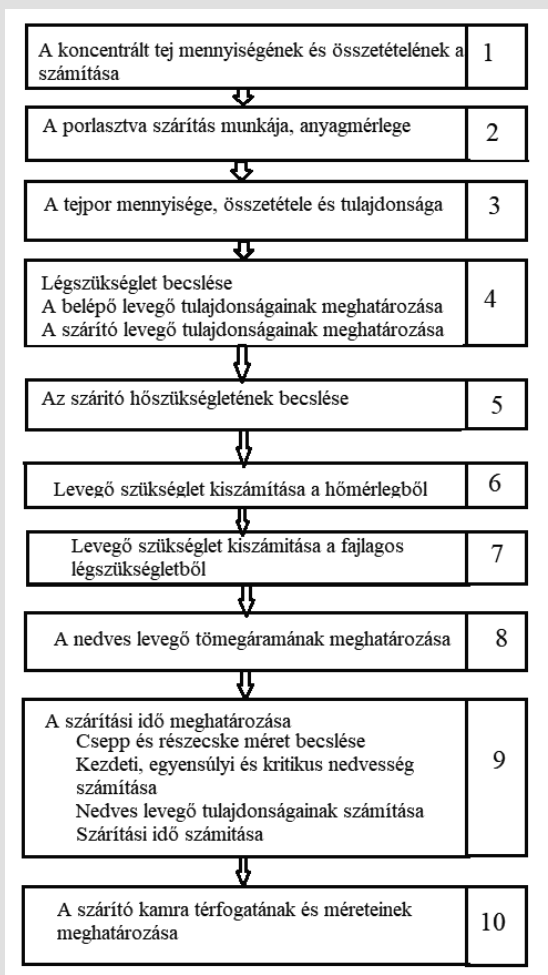 A koncentrált tej mennyiségének és összetételének a
számítása
1
A porlasztva szárítás munkája, anyagmérlege
2
A tejpor mennyisége, összetétele és tulajdonsága
3
Légszükséglet becslése
A belépő levegő tulajdonságainak meghatározása
A szárító levegő tulajdonságainak meghatározása
4
Az száritó hőszükségletének becslése
5
Levegő szükséglet kiszámítása a hőmérlegből
6
Levegő szükséglet kiszámitása a fajlagos
légszükségletből
7
A nedves levegő tömegáramának meghatározása
8
A szárítási idő meghatározása
Csepp és részecske méret becslése
Kezdeti, egyensúlyi és kritikus nedvesség
számítása
Nedves levegő tulajdonságainak számítása
Szárítási idő számitása
9
A szárító kamra térfogatának és méreteinek
meghatározása
10